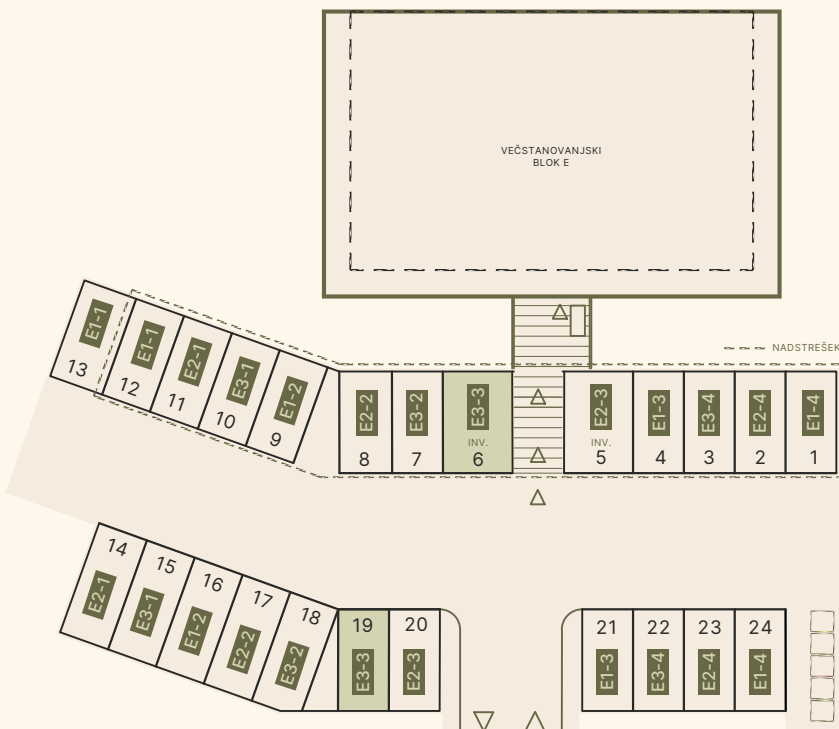 VEČSTANOVANJSKI
BLOK E
NADSTREŠEK
E1-1
13
E1-1
12
E2-1
11
E3-1
10
E1-2
9
E2-2
8
E3-2
7
E3-3
INV.
6
E2-3
INV.
5
E1-3
4
E3-4
3
E2-4
2
E1-4
1
14
E2-1
15
E3-1
16
E1-2
17
E2-2
18
E3-2
19
E3-3
20
E2-3
21
E1-3
22
E3-4
23
E2-4
24
E1-4